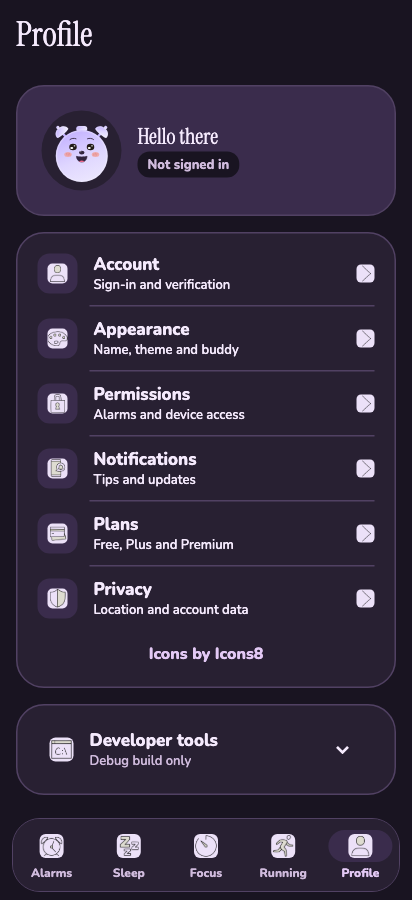 Profile
Hello there
Not signed in
Account
Sign-in and verification
Appearance
Name, theme and buddy
Permissions
Alarms and device access
Notifications
Tips and updates
Plans
Free, Plus and Premium
Privacy
Location and account data
Icons by Icons8
C:\
Developer tools
Debug build only
Alarms
Sleep
Focus
Running
Profile